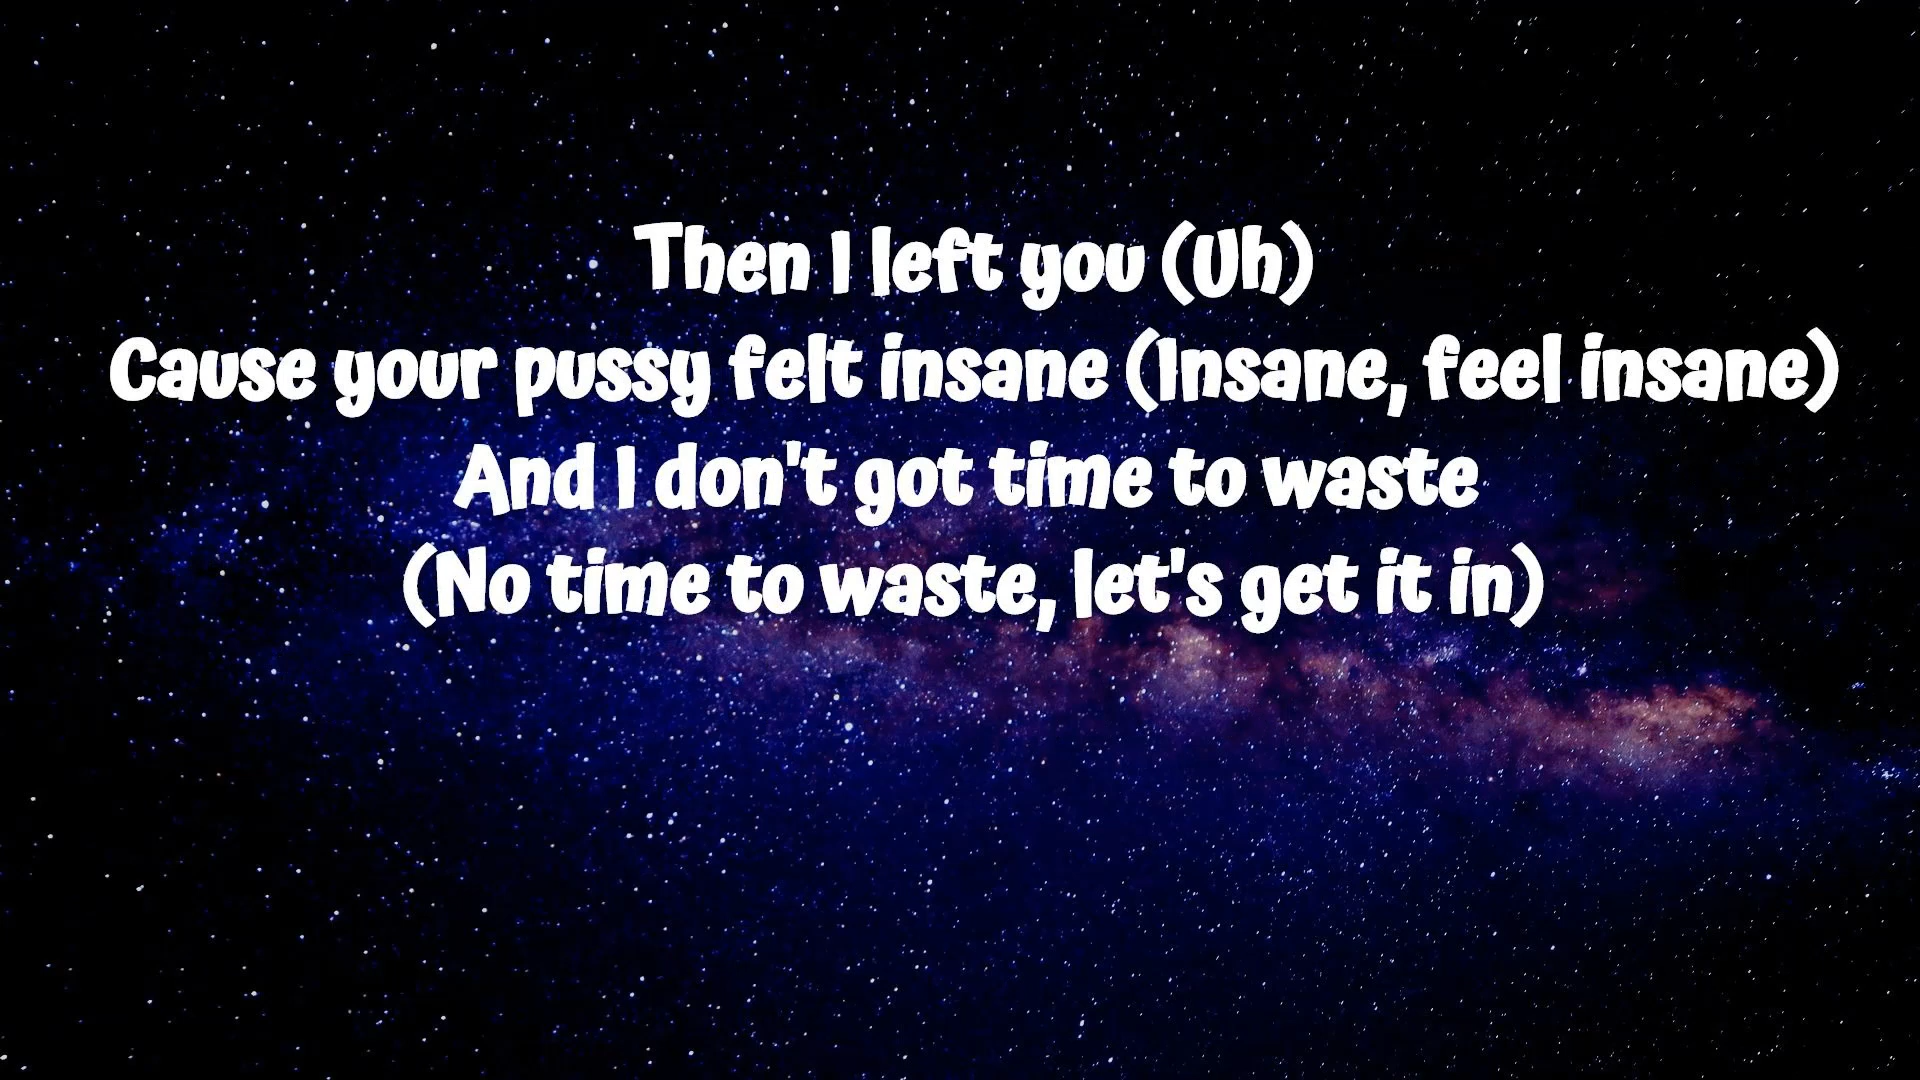 Then I left you (Uh)
Cause your pussy felt insane (Insane, feel insane)
And I don't got time to waste
(No time to waste, let's get it in)